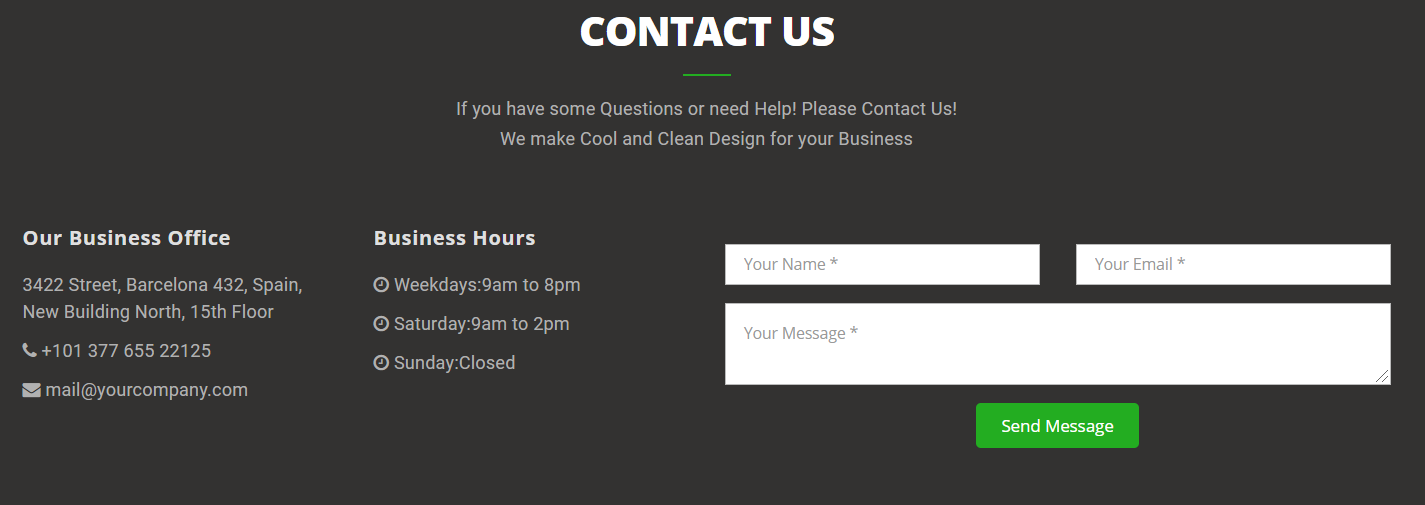 CONTACT US
If you have some Questions or need Help! Please Contact Us!
We make Cool and Clean Design for your Business
Our Business Office
3422 Street, Barcelona 432, Spain,
New Building North, 15th Floor
+101 377 655 22125
mail@yourcompany.com
Business Hours
Weekdays:9am to 8pm
Saturday:9am to 2pm
Sunday:Closed
Your Name *
Your Email *
Your Message *
Send Message